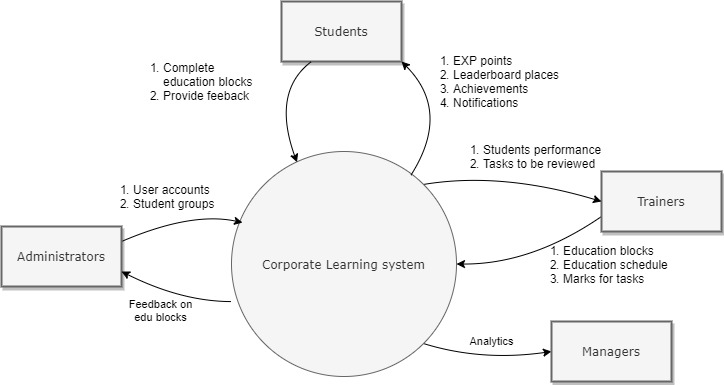 Students
1. Complete
education blocks
2. Provide feeback
1. EXP points
2. Leaderboard places
3. Achievements
4. Notifications
1. Students performance
2. Tasks to be reviewed
Trainers
1. User accounts
2. Student groups
Administrators
Corporate Learning system
1. Education blocks
2. Education schedule
3. Marks for tasks
Feedback on
edu blocks
Analytics
Managers